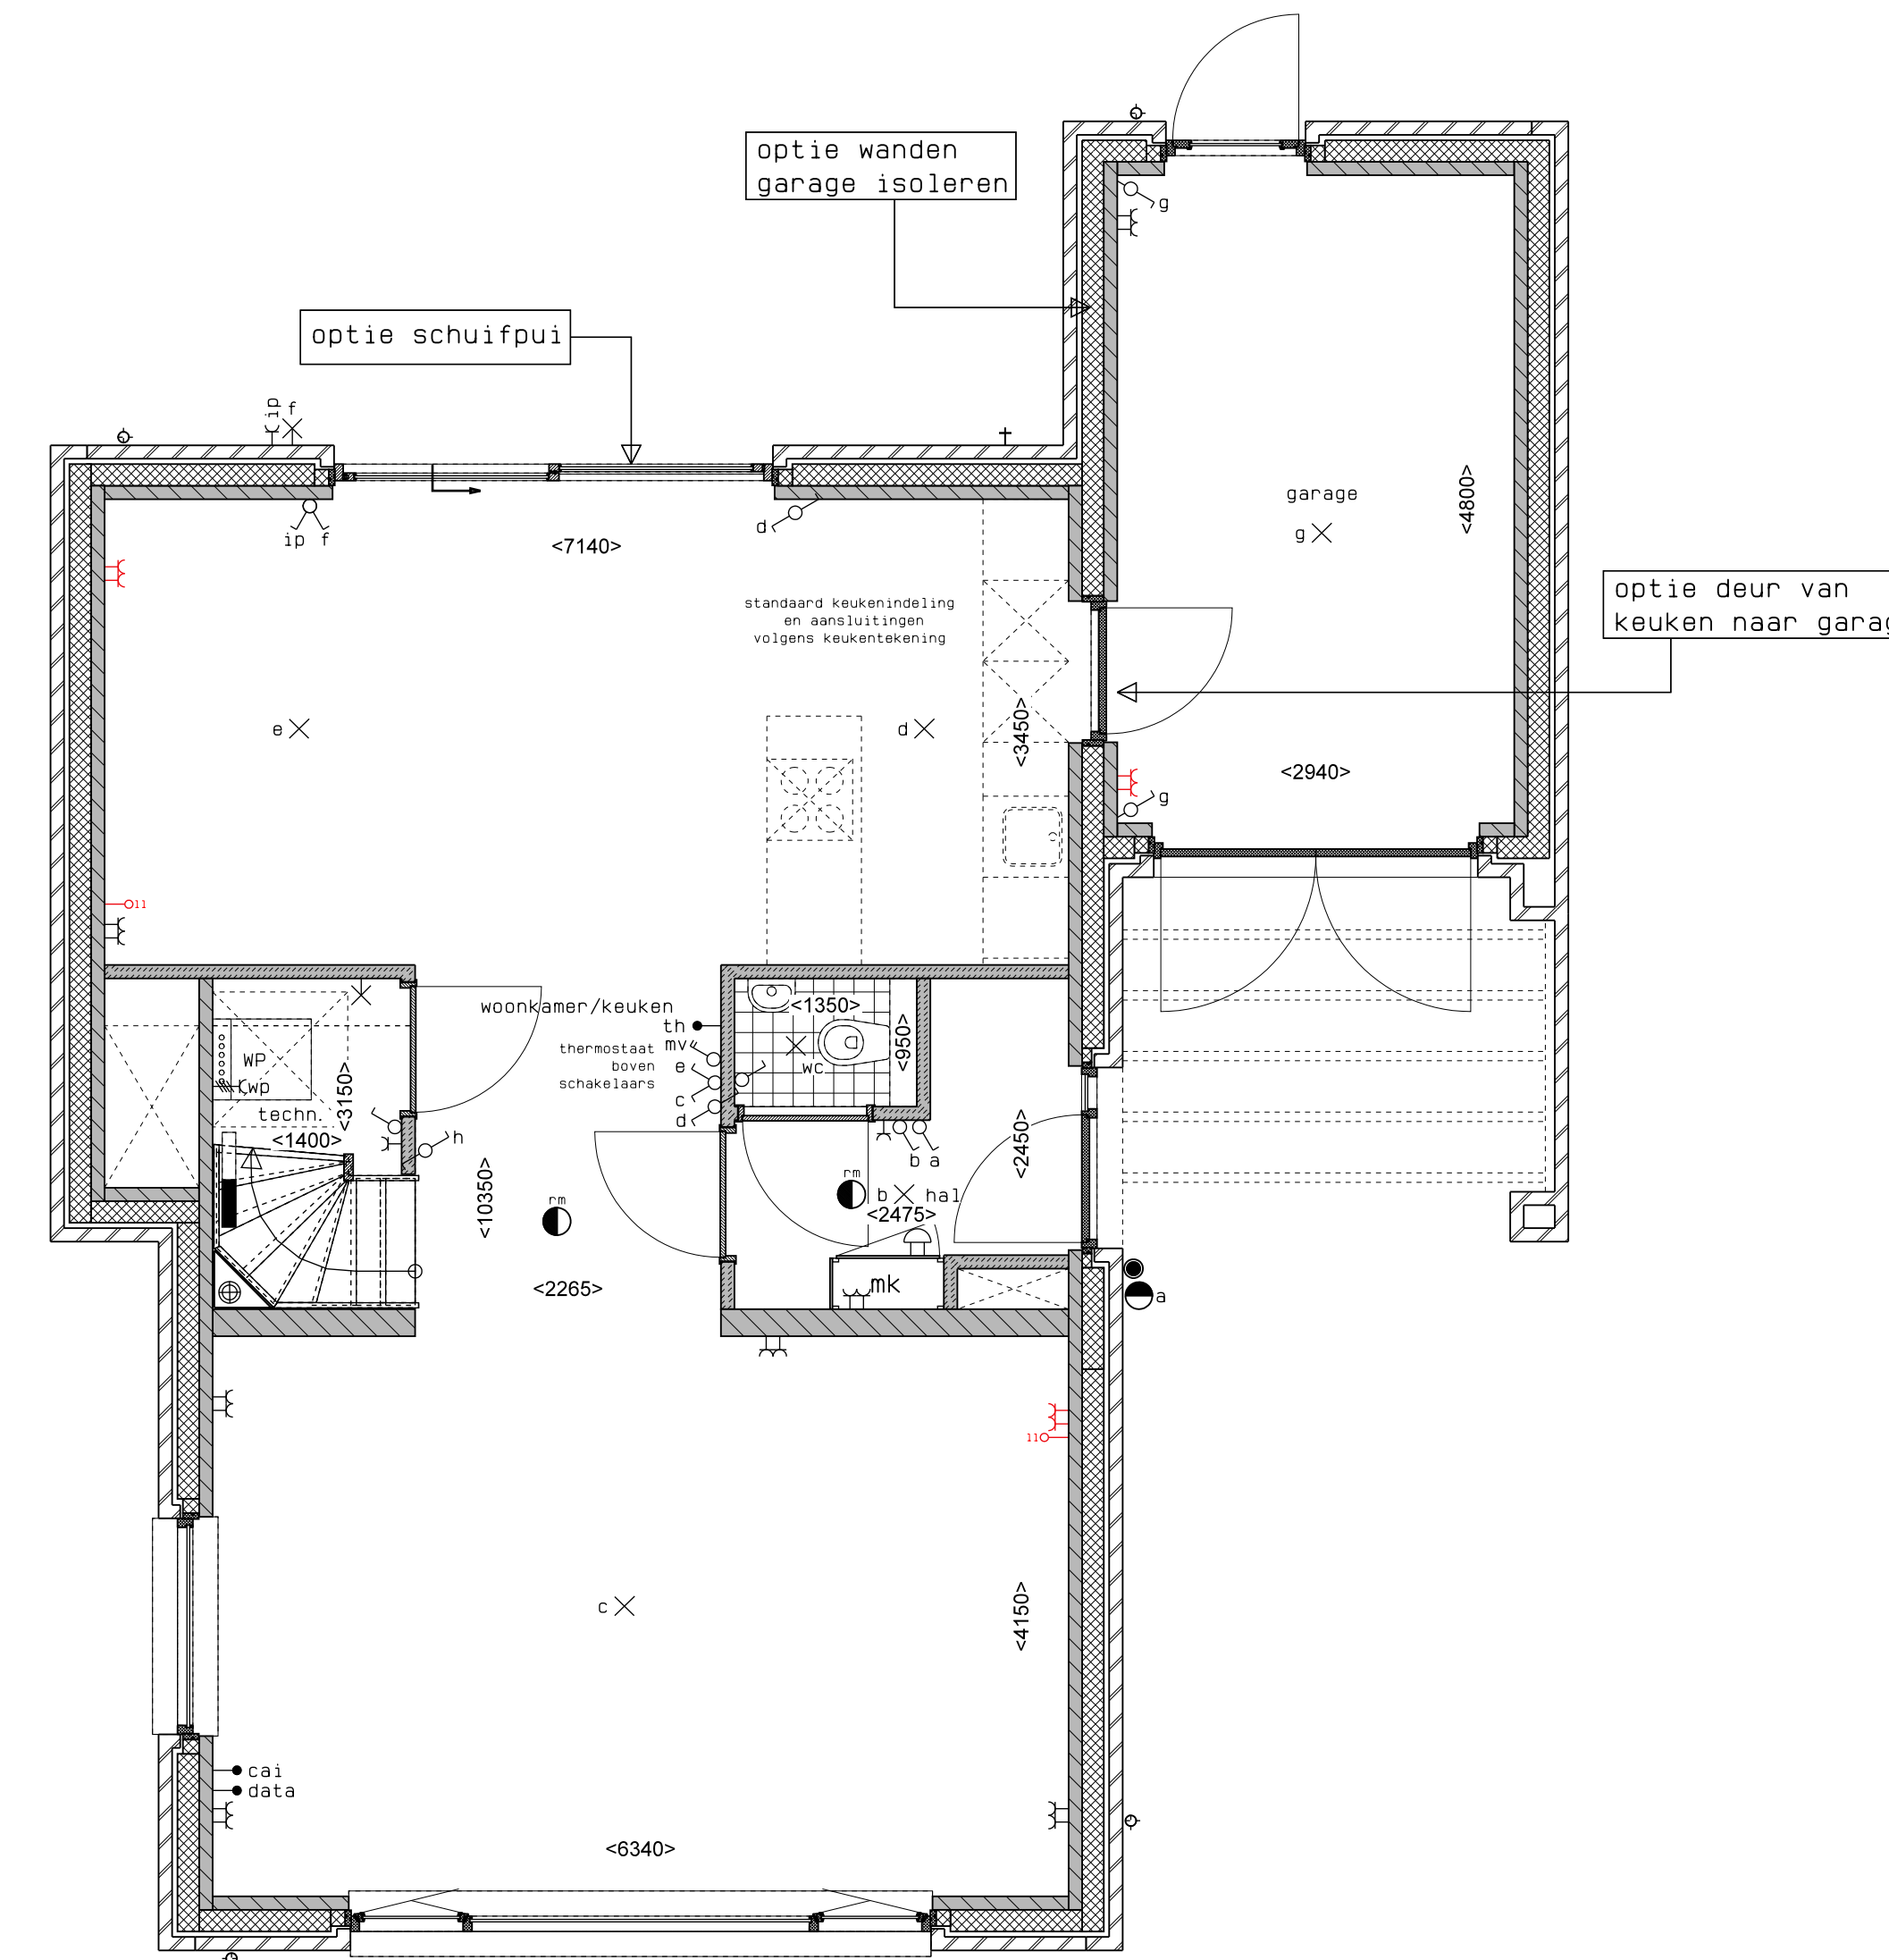 optie wanden
garage isoleren
g
optie schuifpui
ip
f
ip f
d
<7140>
garage
g
<4800>
optie deur van
keuken naar garag
standaard keukenindeling
en aansluitingen
volgens keukentekening
e
d
<3450>
<2940>
g
11
woonkamer/keuken
th
mv
thermostaat
boven
schakelaars
e
c
d
<1350>
<950>
wc
WP
wp
techn.
<3150>
<1400>
h
<10350>
rm
<2265>
rm
b a
b
hal
<2475>
<2450>
mk
a
11
c
<4150>
cai
data
<6340>